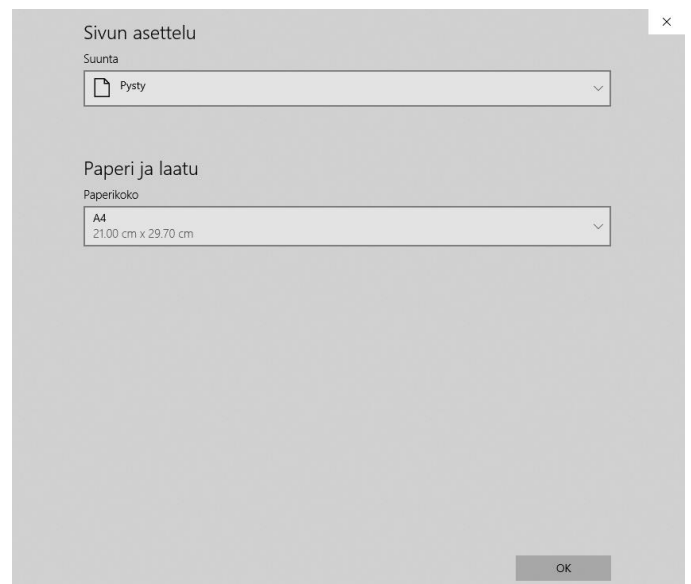 Sivun asettelu
Suunta
Pysty
Paperi ja laatu
Paperikoko
A4
21.00 cm x 29.70 cm
OK